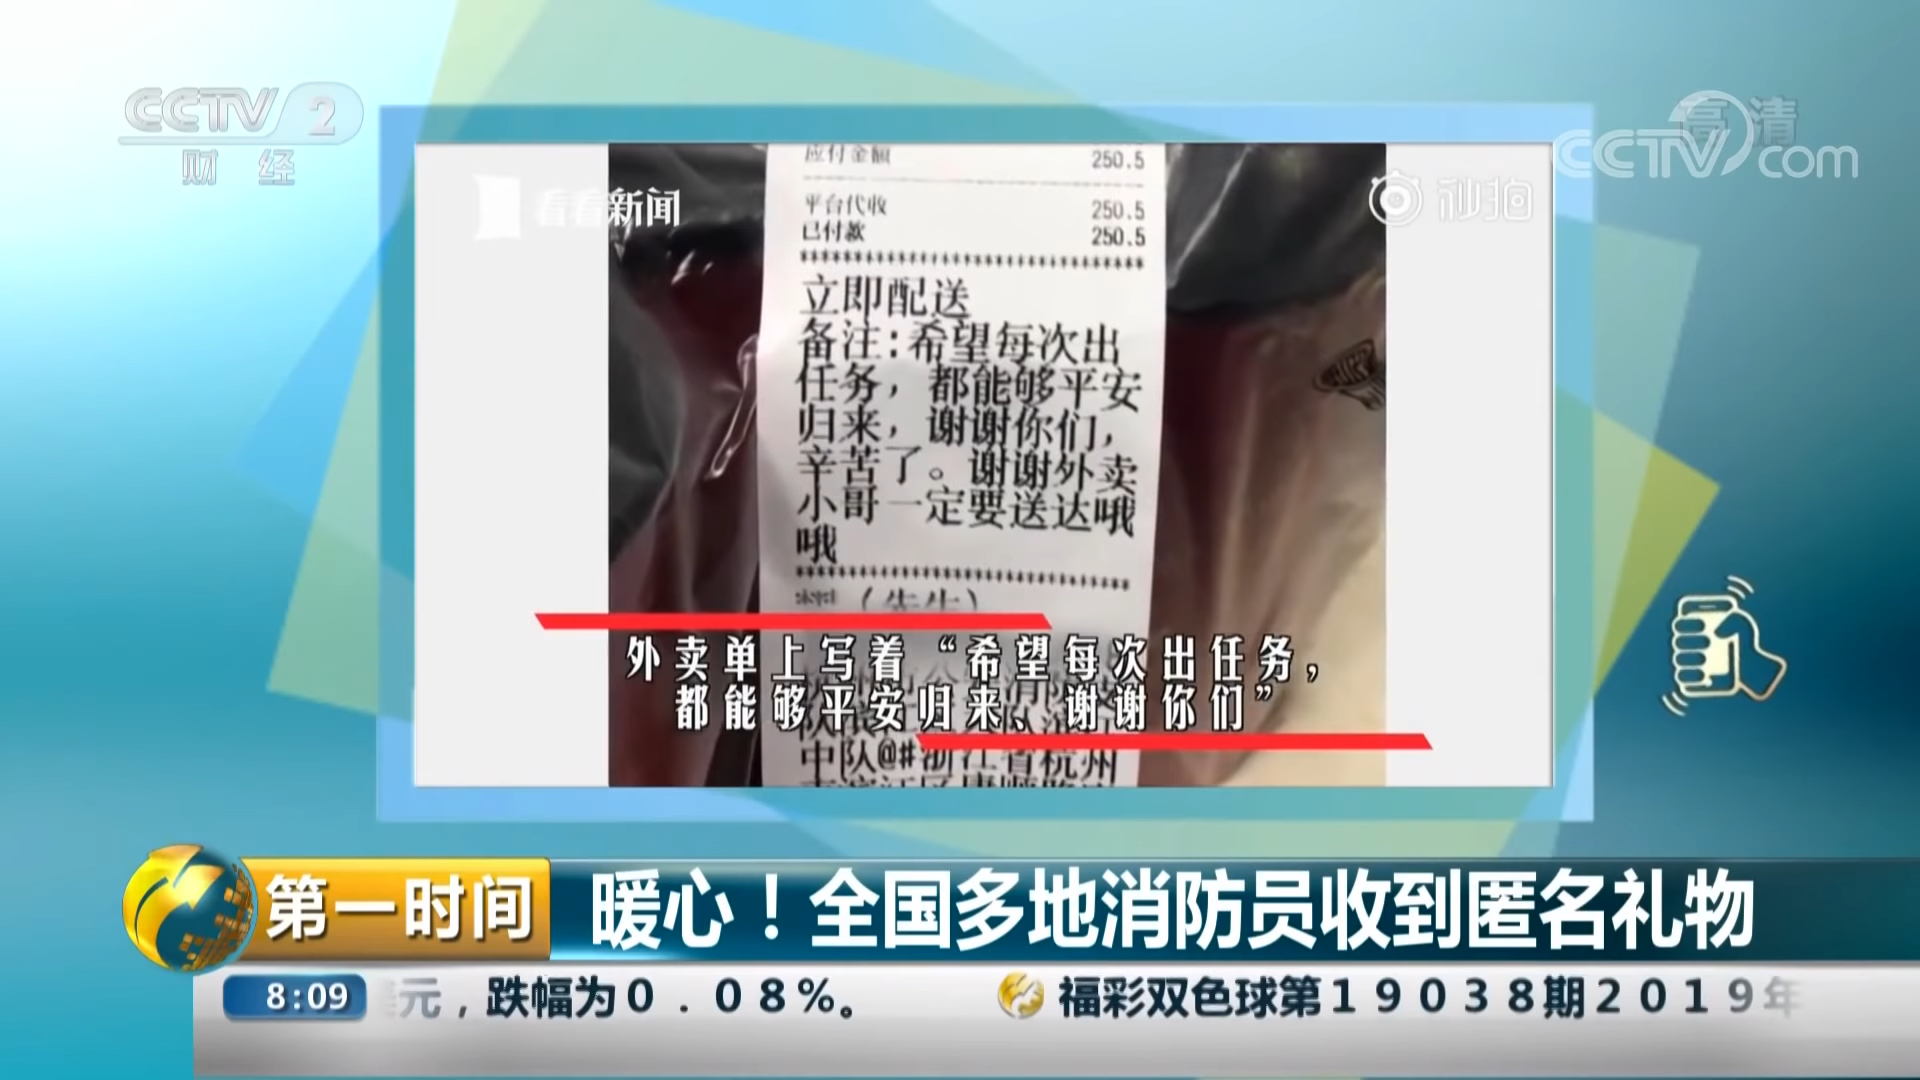 CCTV 2
财 经
高清
CCTV.com
看看新闻
秒拍
应付金额 250.5
平台代收 250.5
已付款 250.5
********************************
立即配送
备注:希望每次出
任务，都能够平安
归来，谢谢你们，
辛苦了。谢谢外卖
小哥一定要送达哦
哦
********************************
(先生)
外卖单上写着“希望每次出任务，
都能够平安归来、谢谢你们”
中队@#浙江省杭州
第一时间
暖心！全国多地消防员收到匿名礼物
8:09
元，跌幅为０．０８％。 福彩双色球第１９０３８期２０１９年